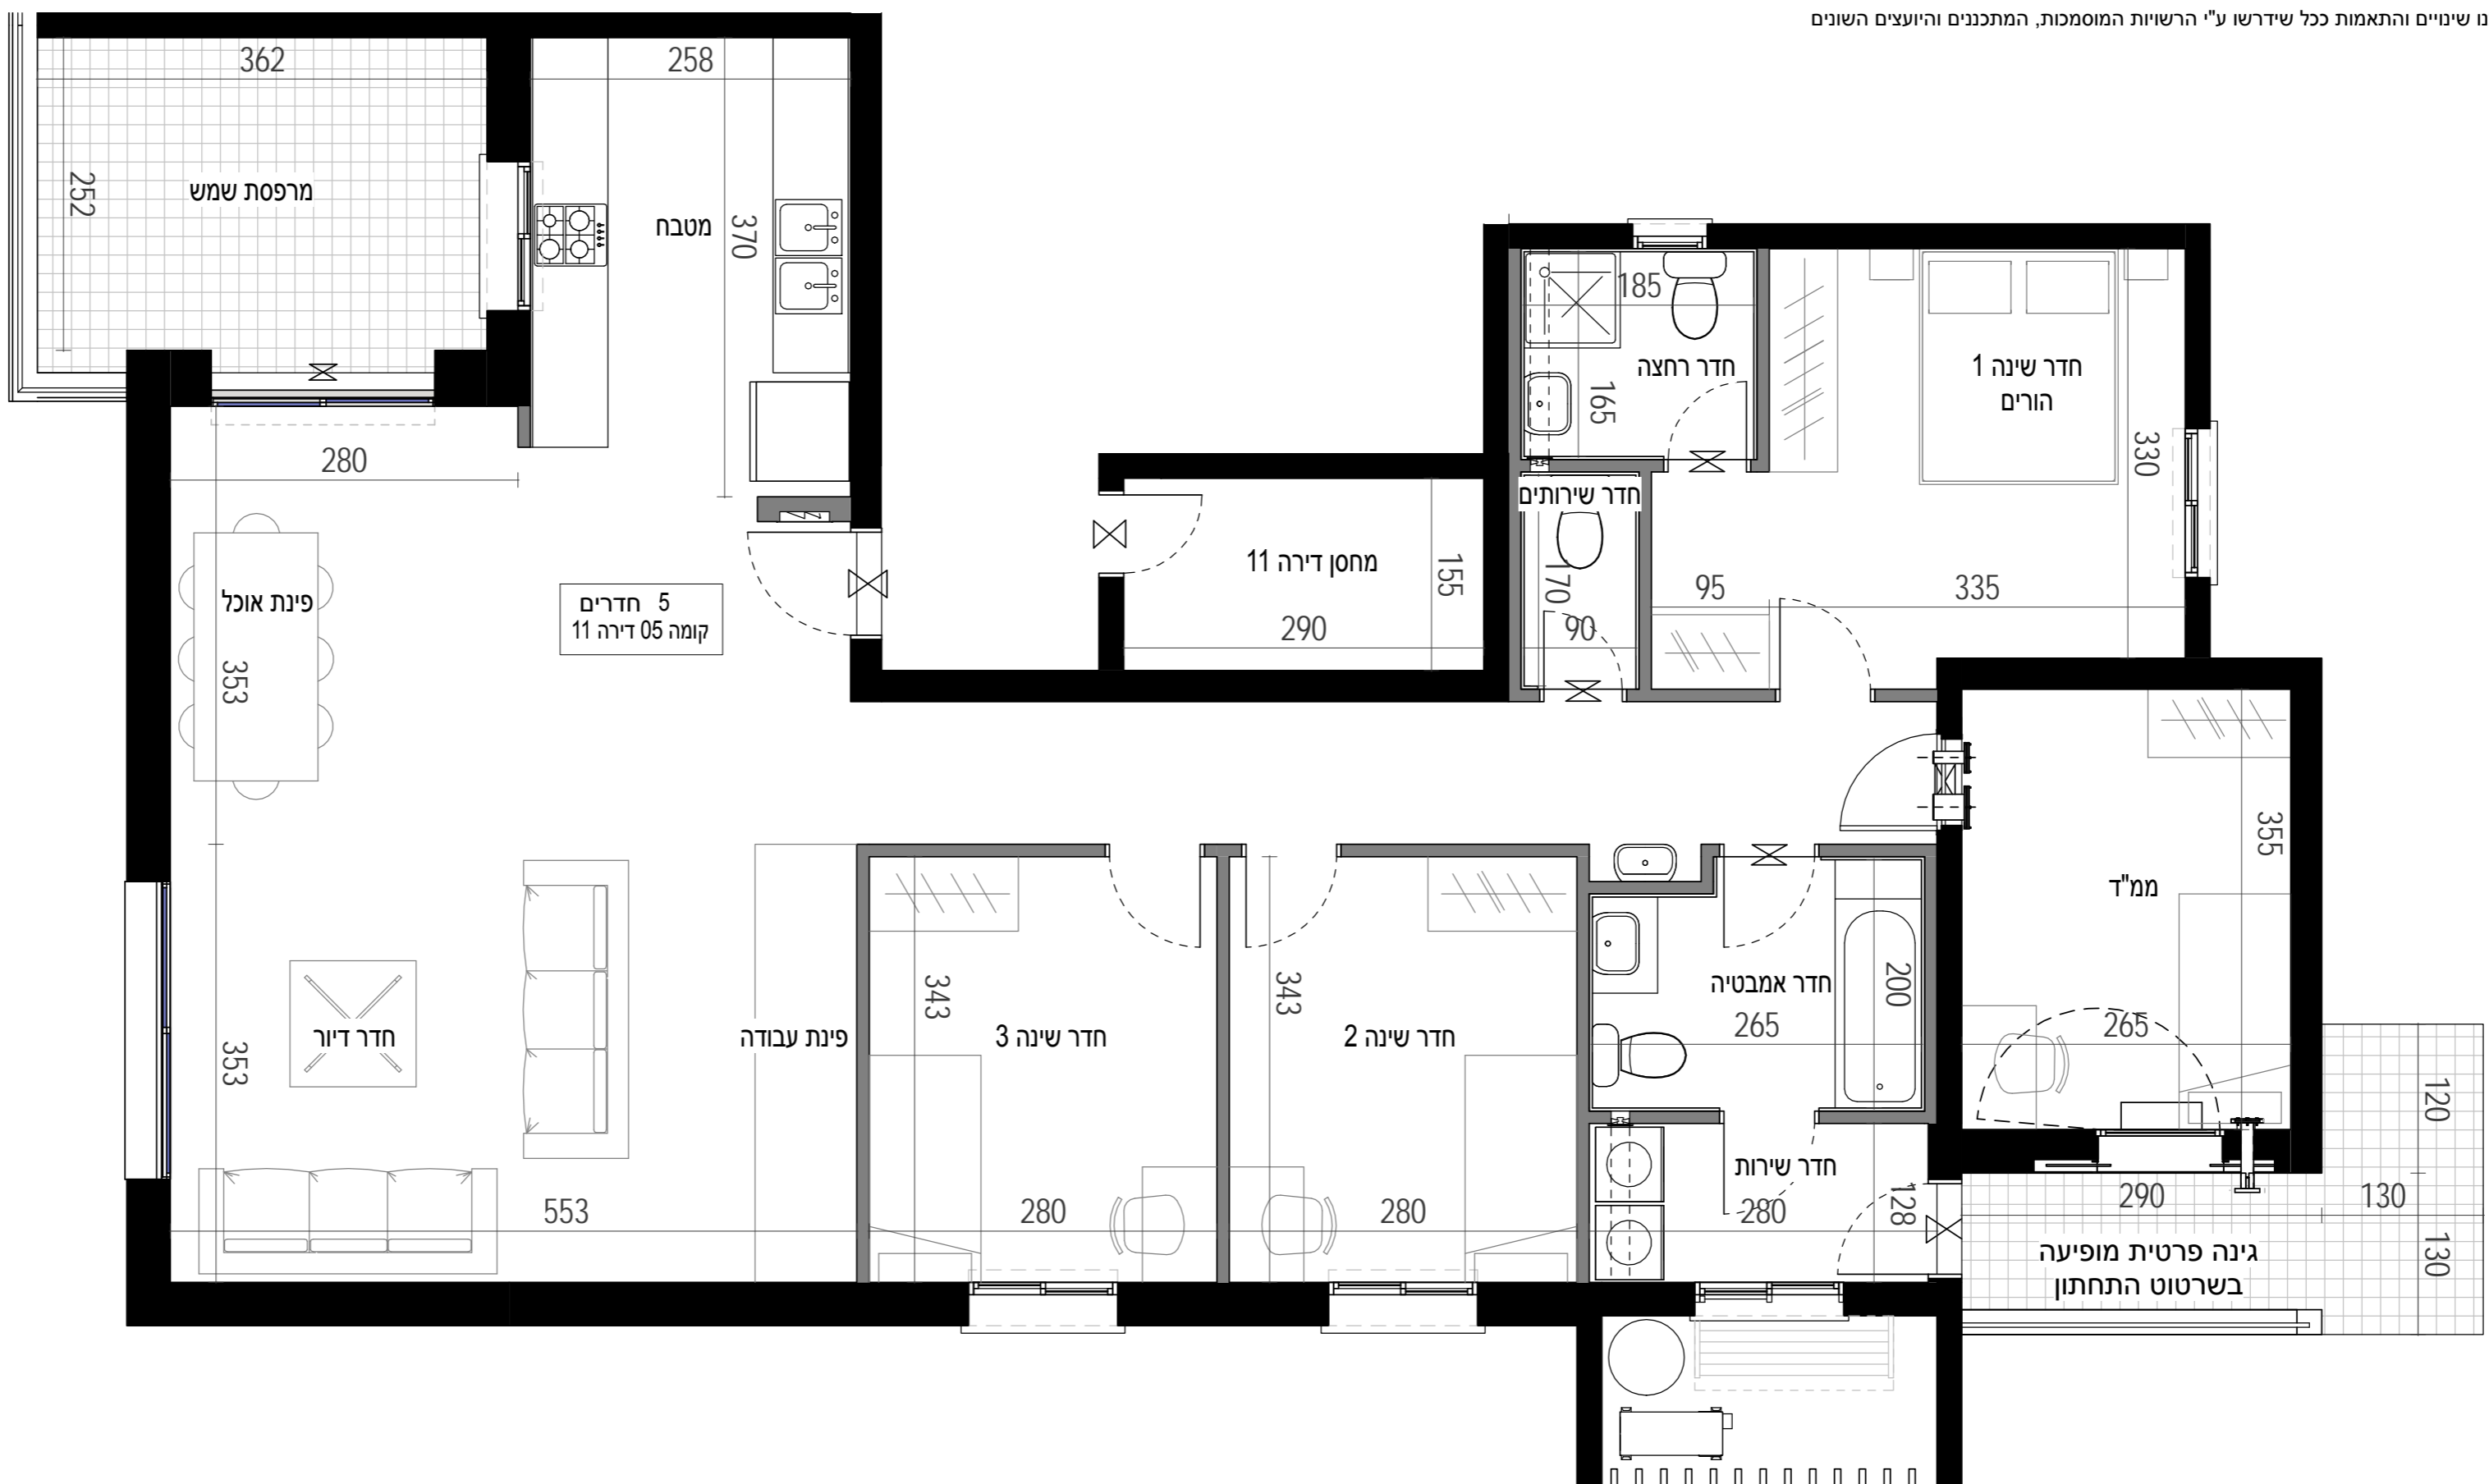 נו שינויים והתאמות ככל שידרשו ע"י הרשויות המוסמכות, המתכננים והיועצים השונים
362
258
252
מרפסת שמש
מטבח
370
185
חדר רחצה
165
חדר שינה 1
הורים
330
280
חדר שירותים
170
90
95
335
מחסן דירה 11
155
290
5 חדרים
קומה 05 דירה 11
פינת אוכל
353
355
ממ"ד
265
343
343
חדר אמבטיה
200
265
חדר דיור
353
פינת עבודה
חדר שינה 3
חדר שינה 2
120
חדר שירות
128
553
280
280
280
290
130
130
גינה פרטית מופיעה
בשרטוט התחתון